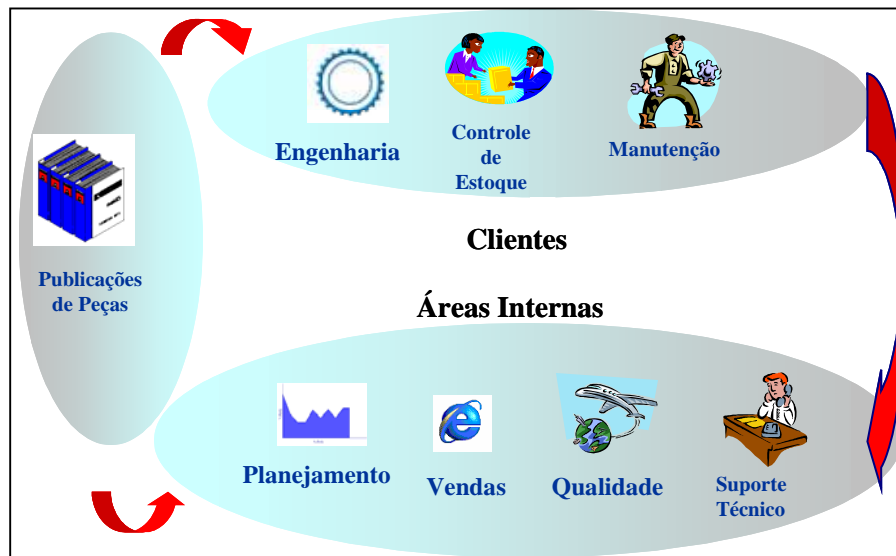 Engenharia
Controle
de
Estoque
Manutenção
Publicações
de Peças
Clientes
Áreas Internas
Planejamento
Vendas
Qualidade
Suporte
Técnico